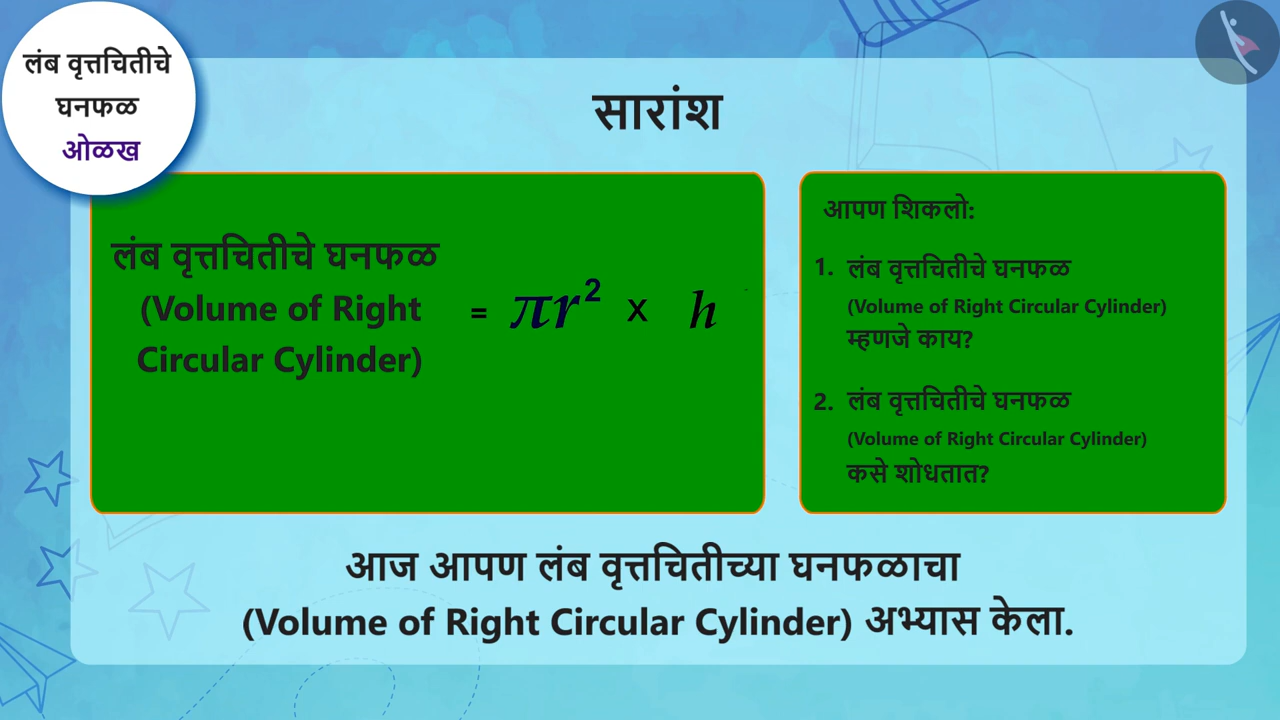 लंब वृत्तचितीचे
घनफळ
ओळख
सारांश
लंब वृत्तचितीचे घनफळ
(Volume of Right
Circular Cylinder)
= πr² x h
आपण शिकलो:
1. लंब वृत्तचितीचे घनफळ
(Volume of Right Circular Cylinder)
म्हणजे काय?
2. लंब वृत्तचितीचे घनफळ
(Volume of Right Circular Cylinder)
कसे शोधतात?
आज आपण लंब वृत्तचितीच्या घनफळाचा
(Volume of Right Circular Cylinder) अभ्यास केला.